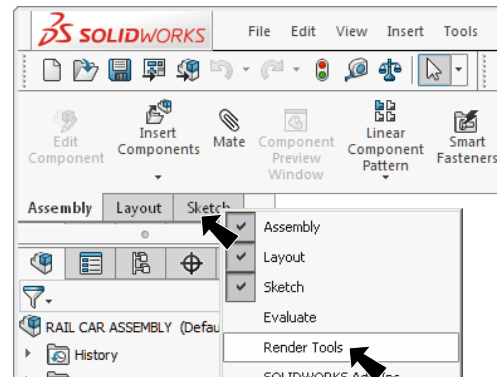 SOLIDWORKS File Edit View Insert Tools
Edit Component
Insert Components
Mate
Component Preview Window
Linear Component Pattern
Smart Fasteners
Assembly Layout Sketch
Assembly
Layout
Sketch
Evaluate
Render Tools
RAIL CAR ASSEMBLY (Defau
History
SOLIDWORKS